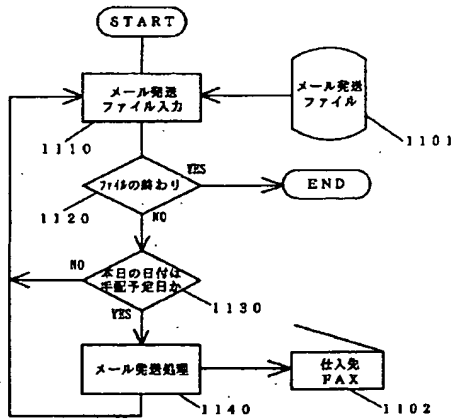 START
メール発送
ファイル入力
メール発送
ファイル
1110
1101
ファイルの終わり
YES
END
1120
NO
本日の日付は
手配予定日か
NO
1130
YES
メール発送処理
仕入先
FAX
1140
1102